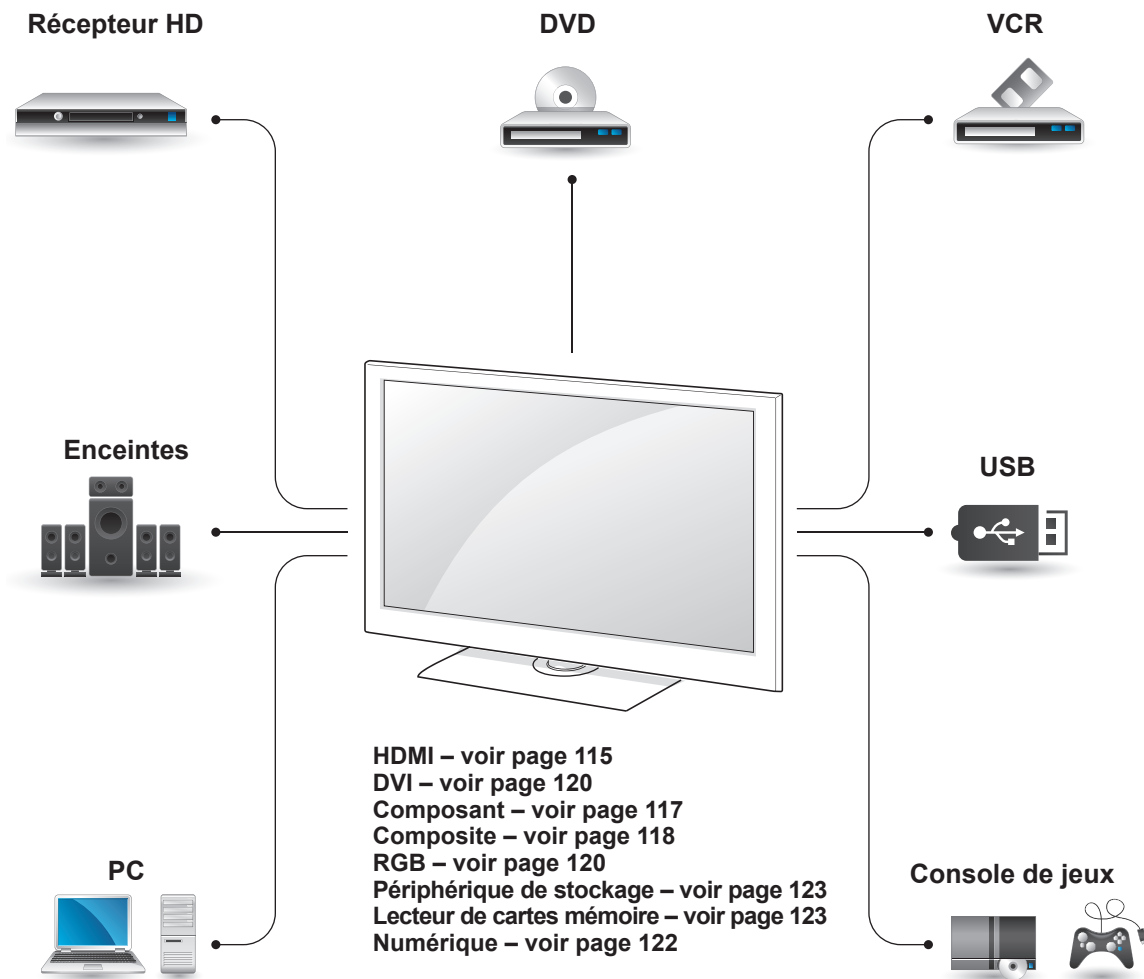 Récepteur HD
DVD
VCR
Enceintes
USB
HDMI – voir page 115
DVI – voir page 120
Composant – voir page 117
Composite – voir page 118
RGB – voir page 120
Périphérique de stockage – voir page 123
Lecteur de cartes mémoire – voir page 123
Numérique – voir page 122
PC
Console de jeux